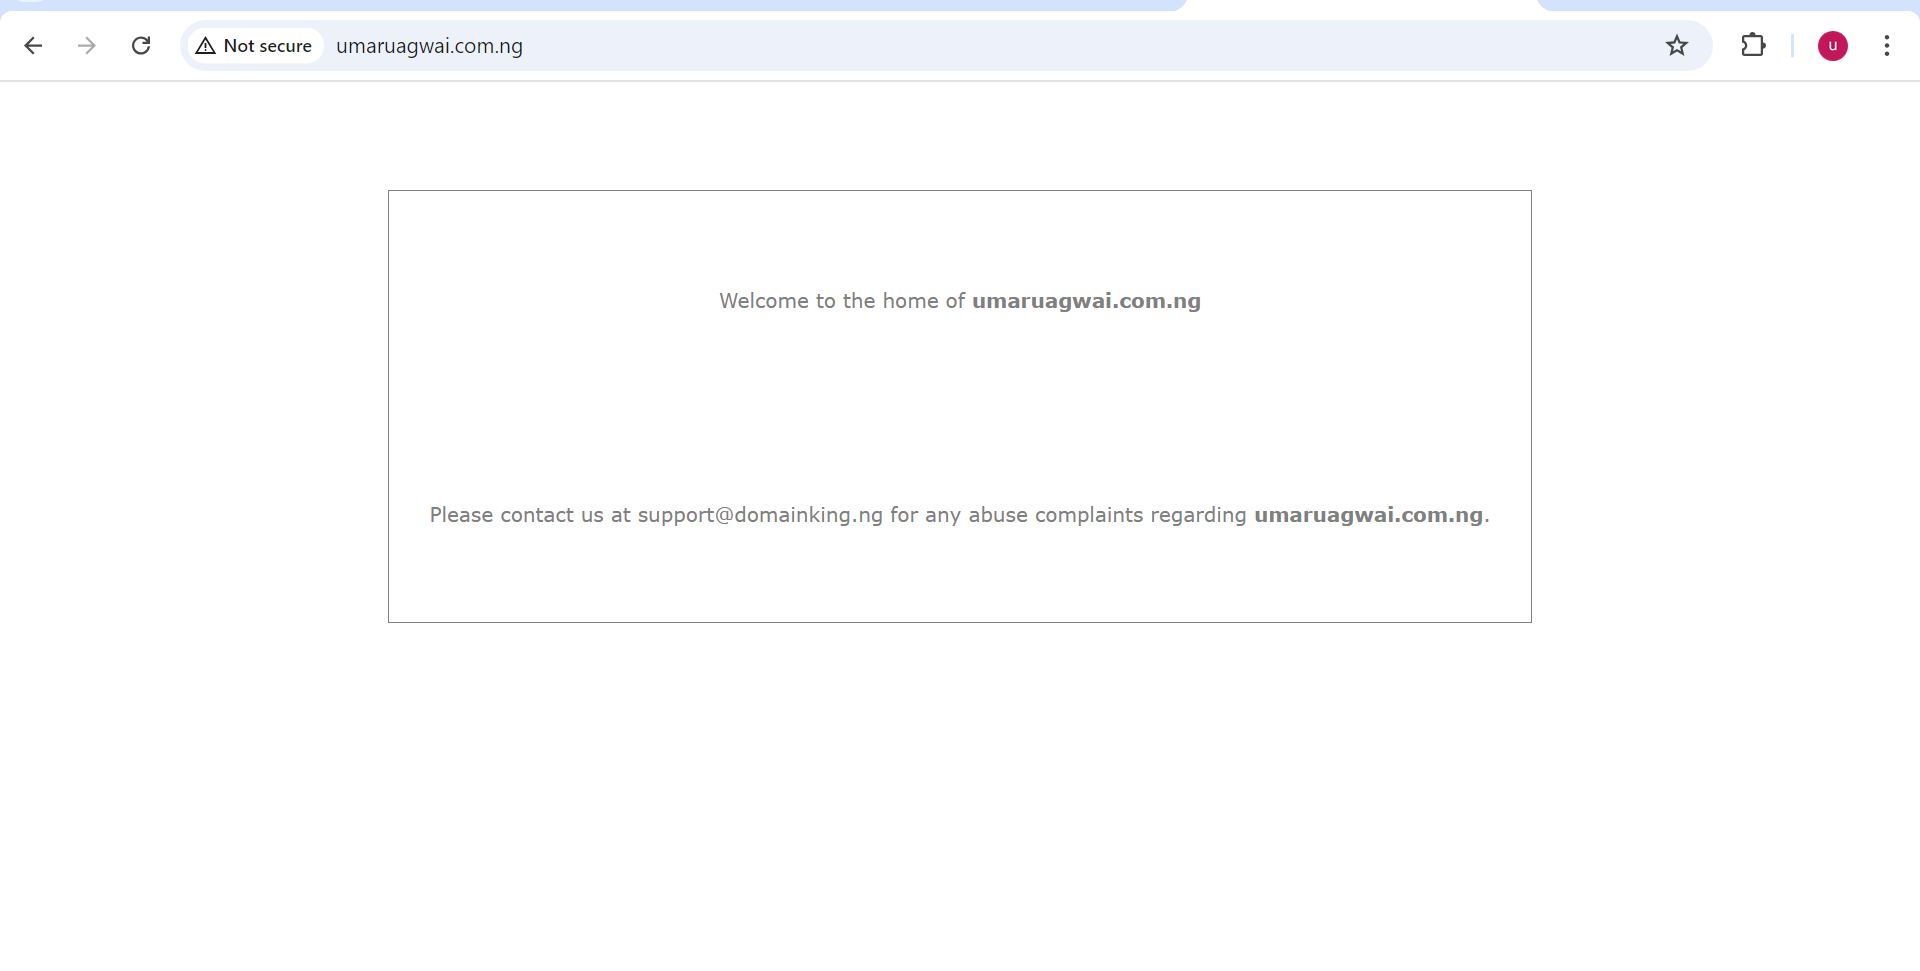 Not secure umaruagwai.com.ng
u
Welcome to the home of umaruagwai.com.ng
Please contact us at support@domainking.ng for any abuse complaints regarding umaruagwai.com.ng.